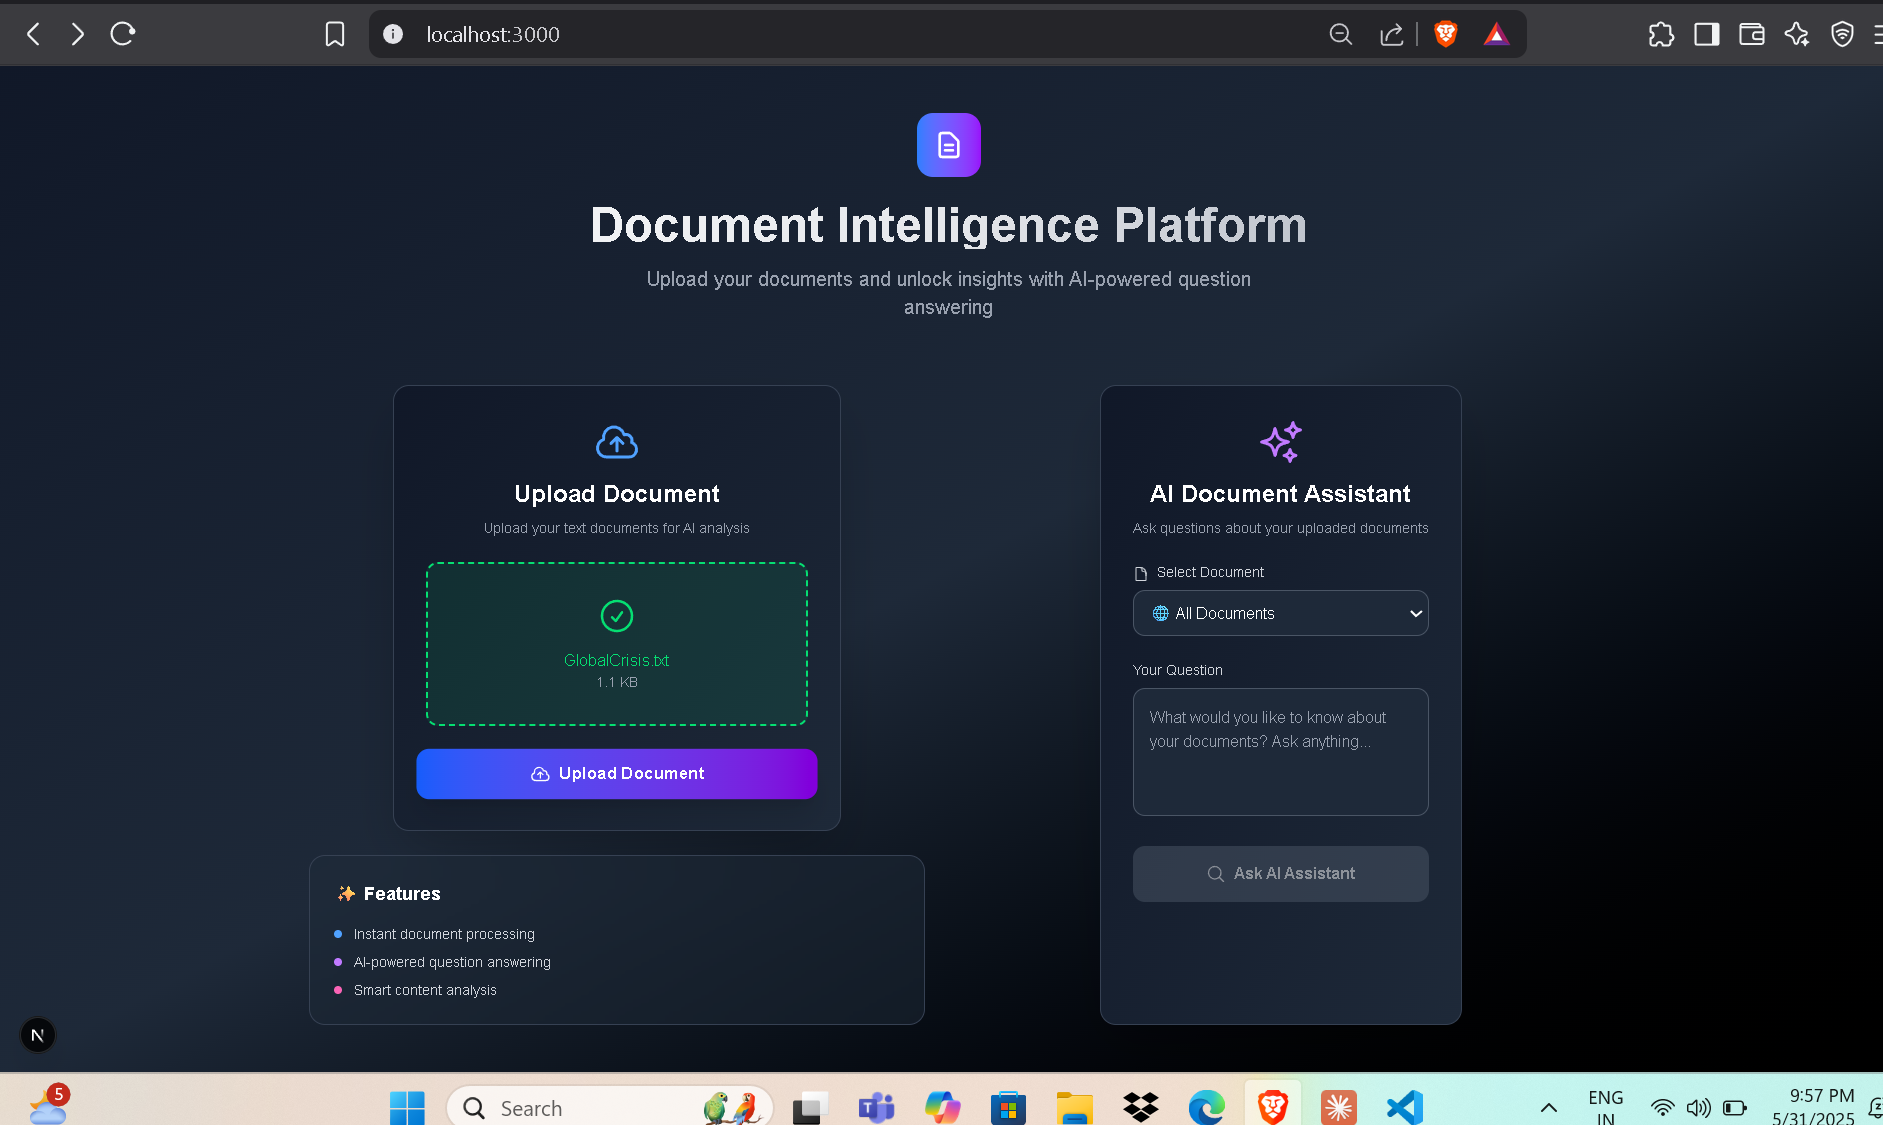 localhost:3000
Document Intelligence Platform
Upload your documents and unlock insights with AI-powered question
answering
Upload Document
Upload your text documents for AI analysis
GlobalCrisis.txt
1.1 KB
Upload Document
✨ Features
Instant document processing
AI-powered question answering
Smart content analysis
AI Document Assistant
Ask questions about your uploaded documents
Select Document
🌐 All Documents
Your Question
What would you like to know about
your documents? Ask anything...
Ask AI Assistant
N
5
Search
ENG
IN
9:57 PM
5/31/2025